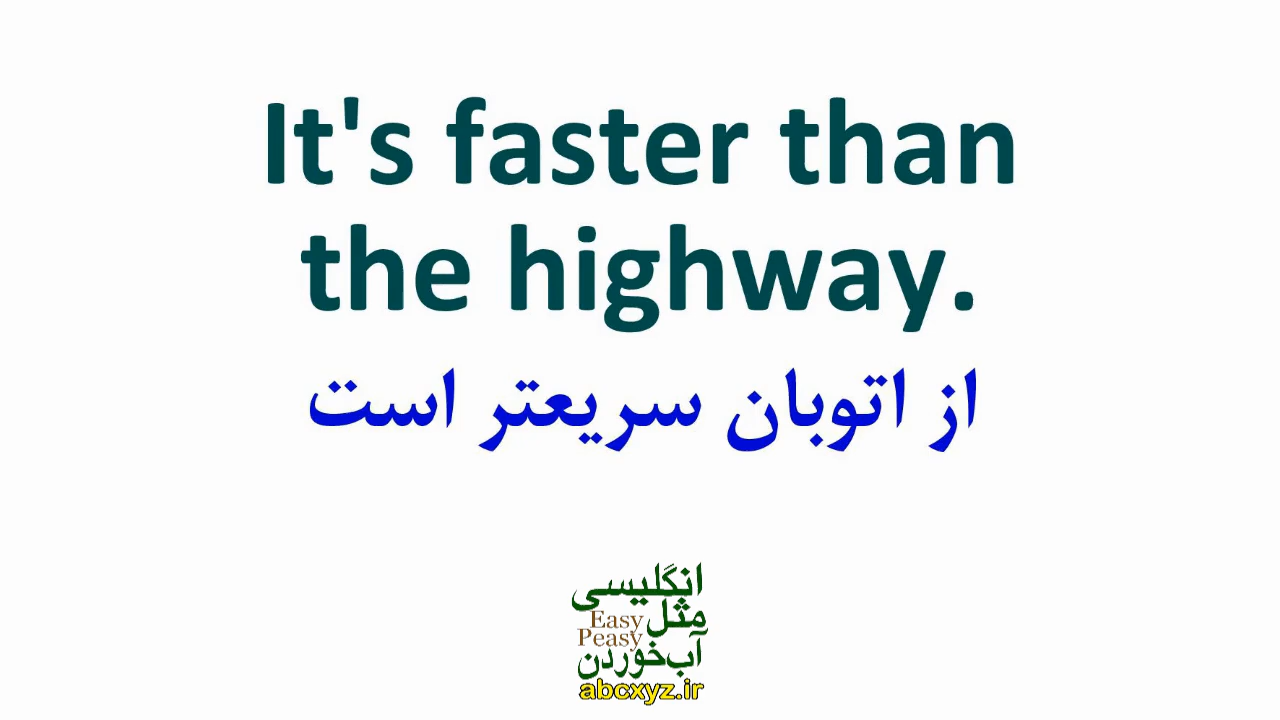 It's faster than
the highway.
از اتوبان سریعتر است
انگلیسی
مثل
Easy
Peasy
آب‌خوردن
abcxyz.ir